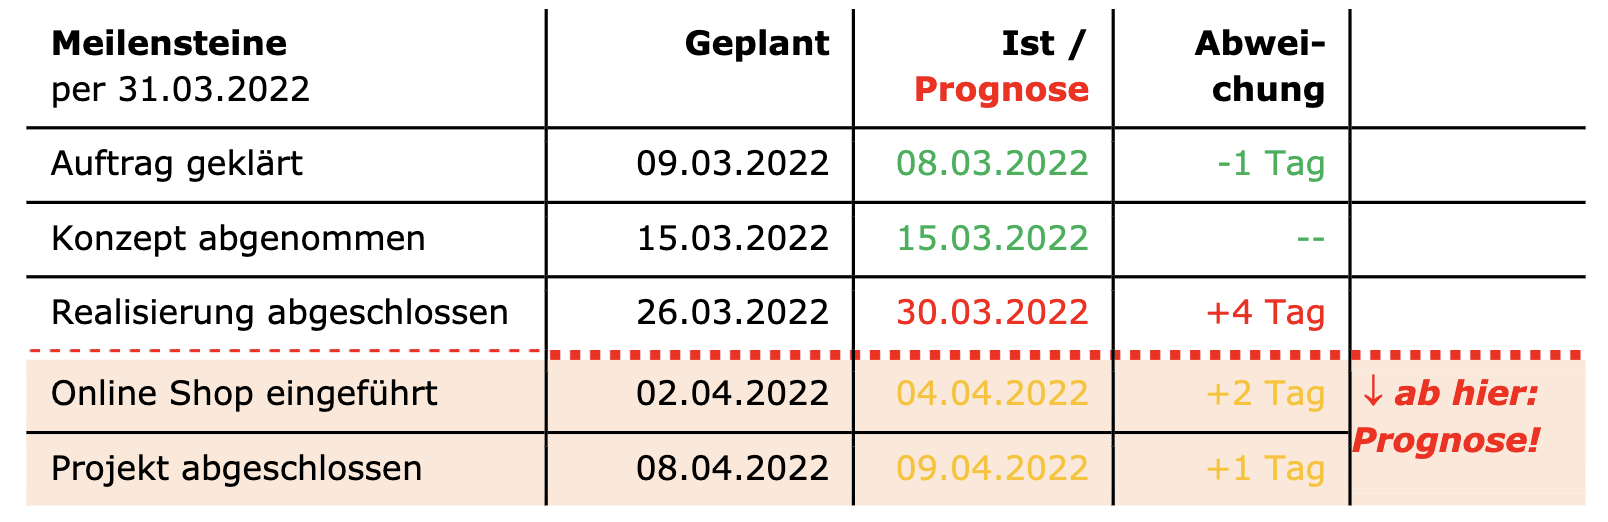 Meilensteine Geplant Ist / Abwei-
per 31.03.2022 Prognose chung
Auftrag geklärt 09.03.2022 08.03.2022 -1 Tag
Konzept abgenommen 15.03.2022 15.03.2022 --
Realisierung abgeschlossen 26.03.2022 30.03.2022 +4 Tag
Online Shop eingeführt 02.04.2022 04.04.2022 +2 Tag ↓ ab hier:
Prognose!
Projekt abgeschlossen 08.04.2022 09.04.2022 +1 Tag